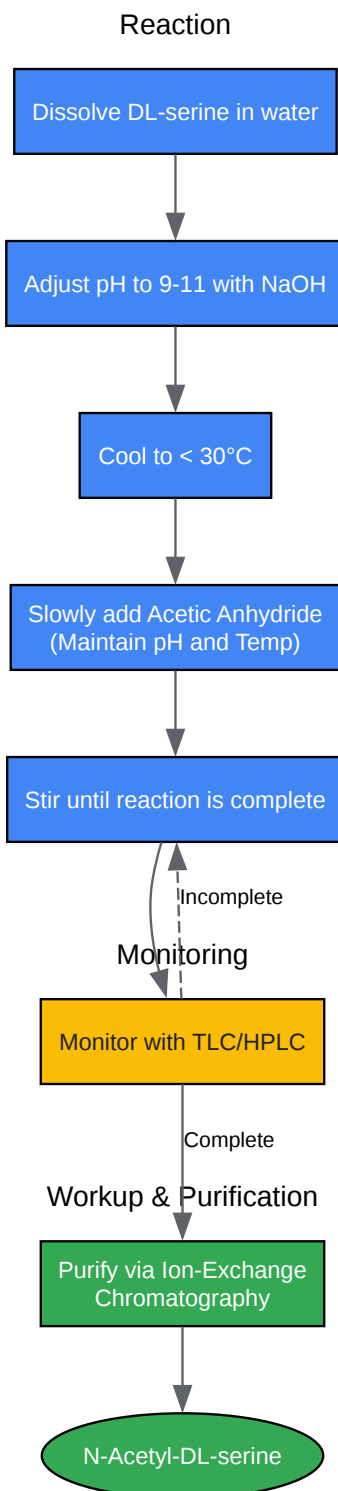 Reaction
Dissolve DL-serine in water
Adjust pH to 9-11 with NaOH
Cool to < 30°C
Slowly add Acetic Anhydride
(Maintain pH and Temp)
Stir until reaction is complete
Incomplete
Monitoring
Monitor with TLC/HPLC
Complete
Workup & Purification
Purify via Ion-Exchange
Chromatography
N-Acetyl-DL-serine